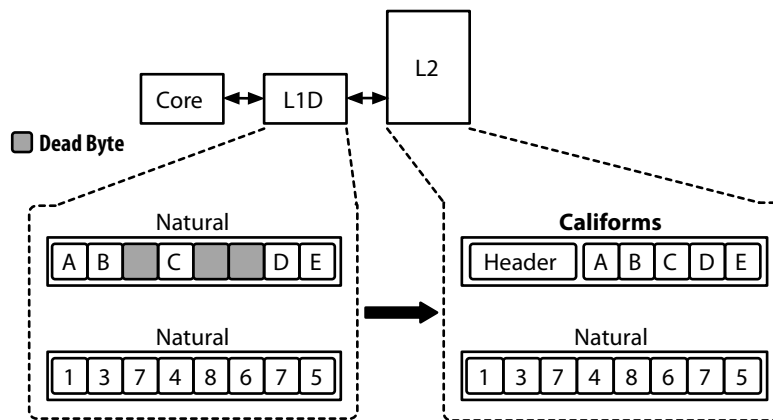 L2
Core
L1D
Dead Byte
Natural
Califorms
A B C D E
Header A B C D E
Natural
Natural
1 3 7 4 8 6 7 5
1 3 7 4 8 6 7 5